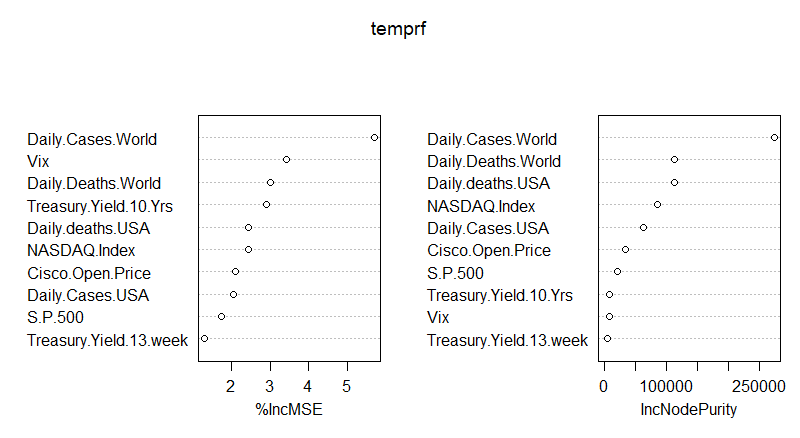 temprf
Daily.Cases.World
Vix
Daily.Deaths.World
Treasury.Yield.10.Yrs
Daily.deaths.USA
NASDAQ.Index
Cisco.Open.Price
Daily.Cases.USA
S.P.500
Treasury.Yield.13.week
2 3 4 5
%IncMSE
Daily.Cases.World
Daily.Deaths.World
Daily.deaths.USA
NASDAQ.Index
Daily.Cases.USA
Cisco.Open.Price
S.P.500
Treasury.Yield.10.Yrs
Vix
Treasury.Yield.13.week
0 100000 250000
IncNodePurity